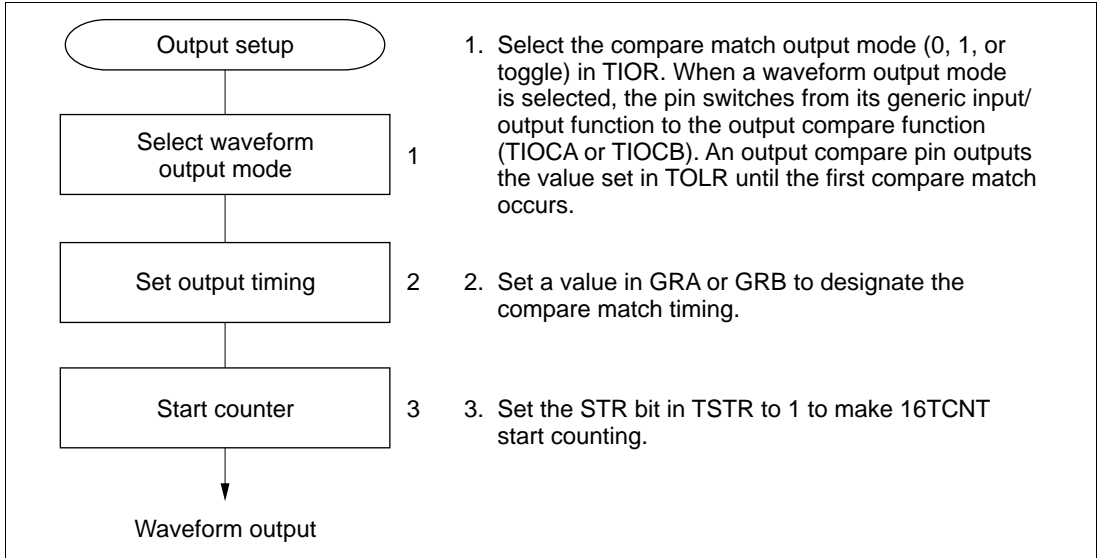 Output setup
Select waveform
output mode
1
1. Select the compare match output mode (0, 1, or
toggle) in TIOR. When a waveform output mode
is selected, the pin switches from its generic input/
output function to the output compare function
(TIOCA or TIOCB). An output compare pin outputs
the value set in TOLR until the first compare match
occurs.
Set output timing
2
2. Set a value in GRA or GRB to designate the
compare match timing.
Start counter
3
3. Set the STR bit in TSTR to 1 to make 16TCNT
start counting.
Waveform output